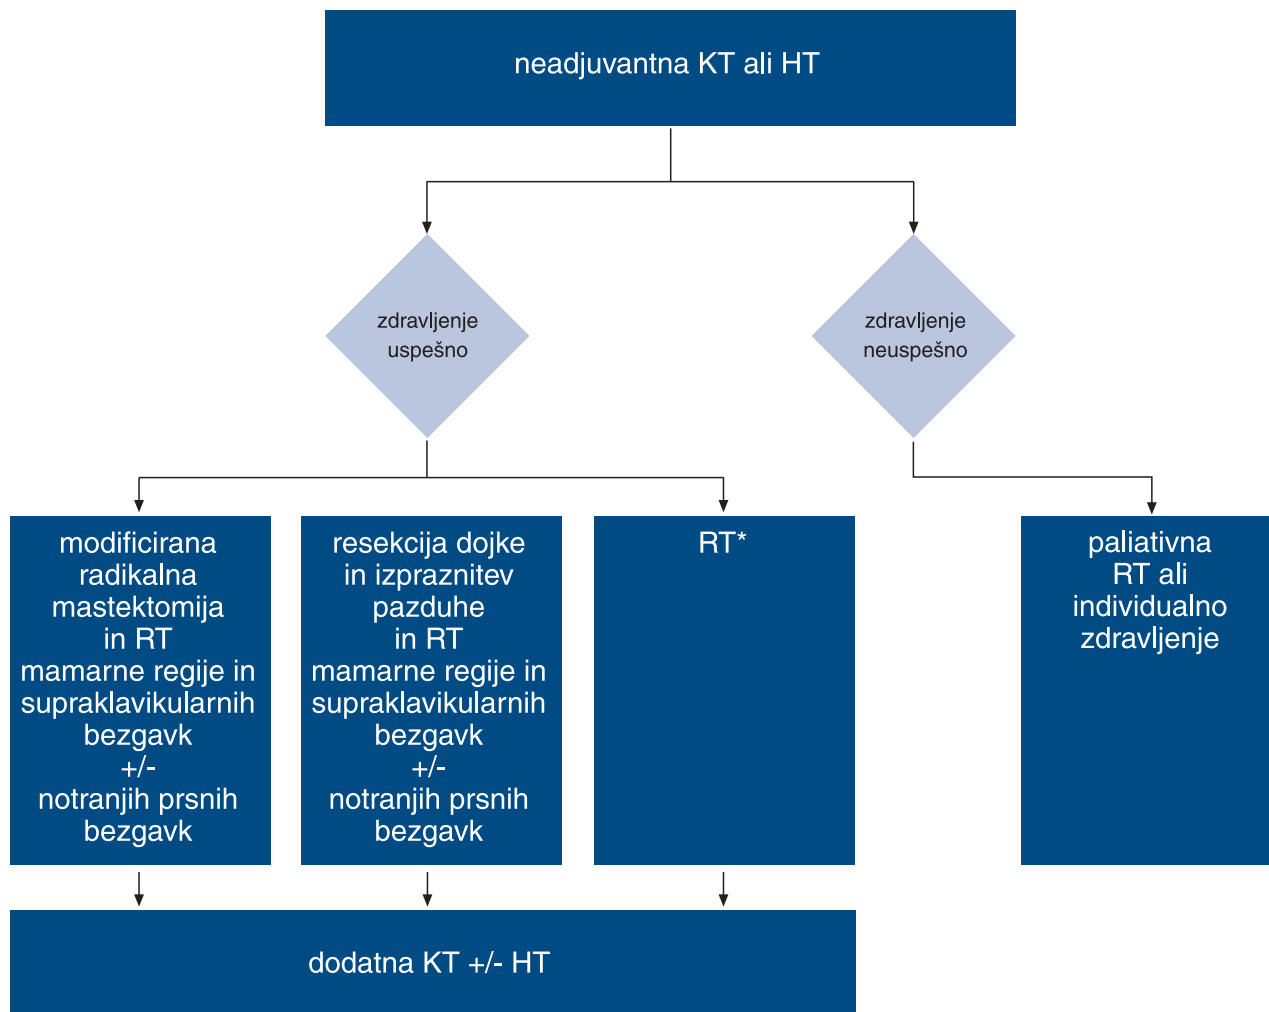 neadjuvantna KT ali HT
zdravljenje
uspešno
zdravljenje
neuspešno
modificirana
radikalna
mastektomija
in RT
mamarne regije in
supraklavikularnih
bezgavk
+/-
notranjih prsnih
bezgavk
resekcija dojke
in izpraznitev
pazduhe
in RT
mamarne regije in
supraklavikularnih
bezgavk
+/-
notranjih prsnih
bezgavk
RT*
paliativna
RT ali
individualno
zdravljenje
dodatna KT +/- HT